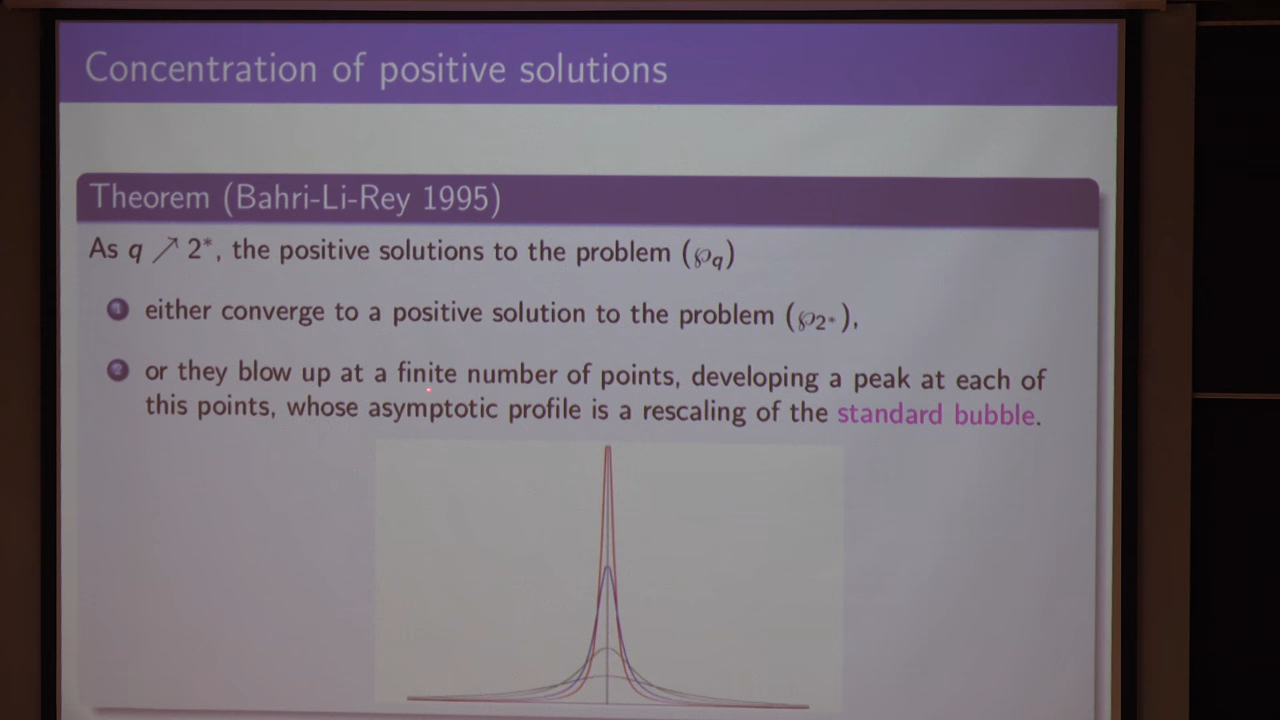 Concentration of positive solutions
Theorem (Bahri-Li-Rey 1995)
As q ↗ 2*, the positive solutions to the problem (℘q)
1 either converge to a positive solution to the problem (℘2*),
2 or they blow up at a finite number of points, developing a peak at each of
this points, whose asymptotic profile is a rescaling of the standard bubble.